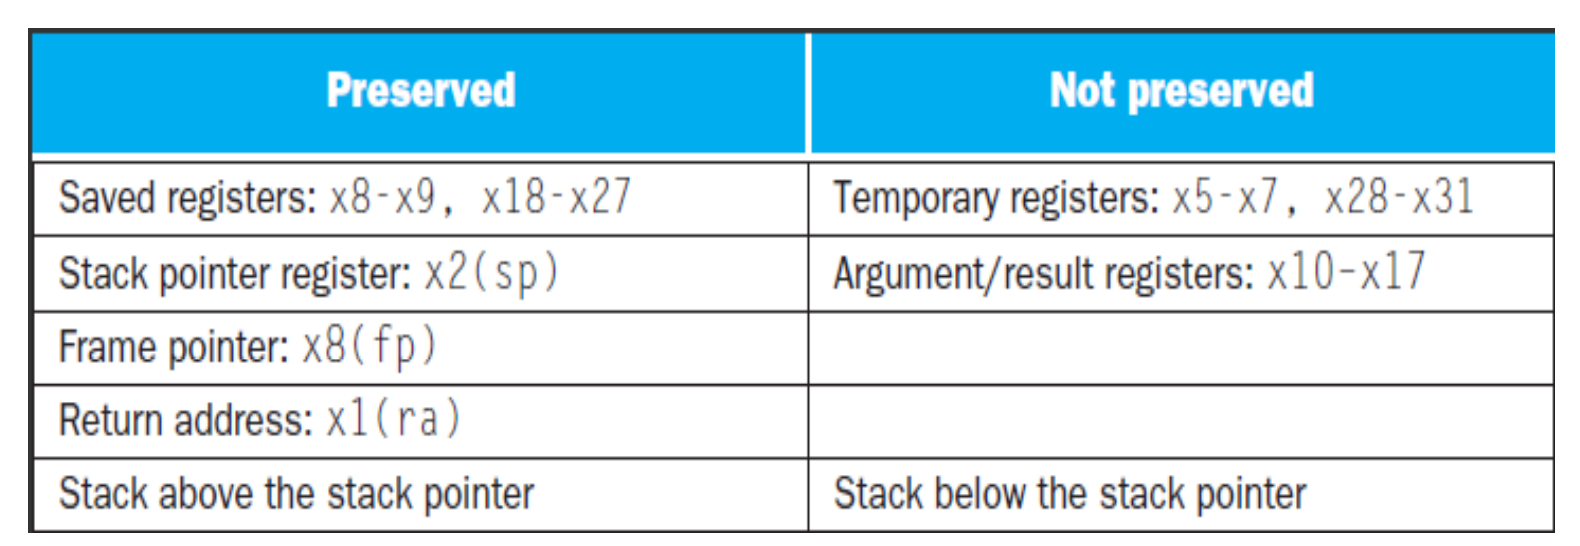 Preserved Not preserved
Saved registers: x8-x9, x18-x27 Temporary registers: x5-x7, x28-x31
Stack pointer register: x2(sp) Argument/result registers: x10–x17
Frame pointer: x8(fp)
Return address: x1(ra)
Stack above the stack pointer Stack below the stack pointer